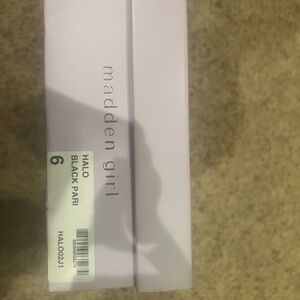 madden girl
HALO
BLACK PARI
6
HALO02J1